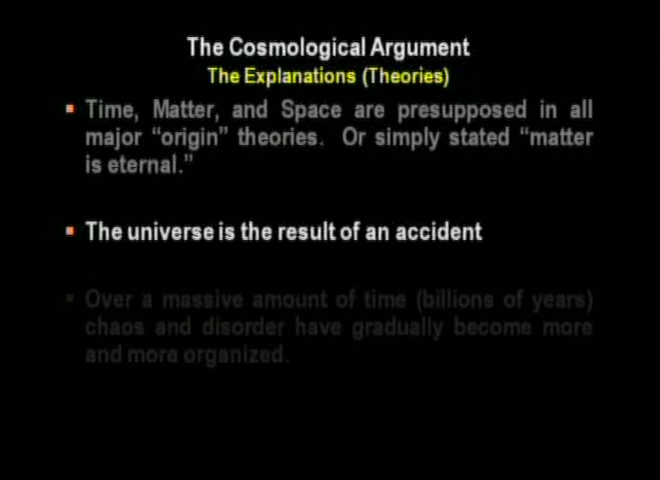 The Cosmological Argument
The Explanations (Theories)
▪ Time, Matter, and Space are presupposed in all
major “origin” theories. Or simply stated “matter
is eternal.”
▪ The universe is the result of an accident
▪ Over a massive amount of time (billions of years)
chaos and disorder have gradually become more
and more organized.